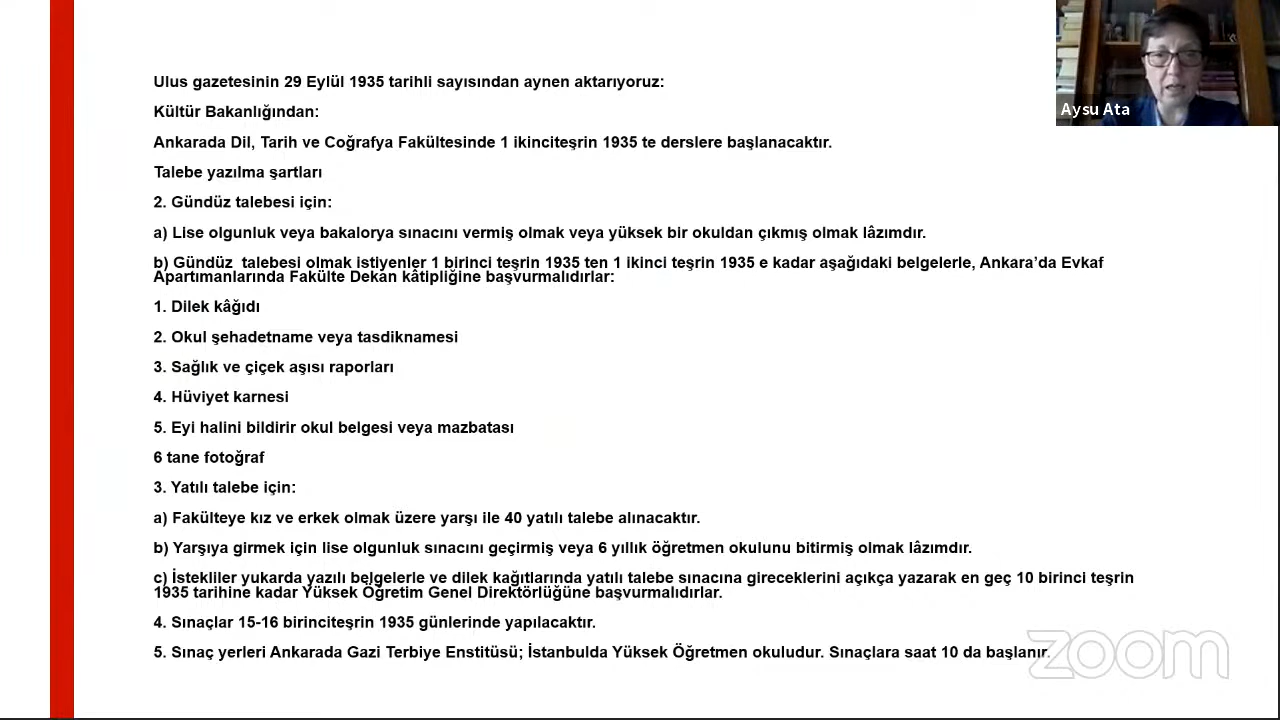 Ulus gazetesinin 29 Eylül 1935 tarihli sayısından aynen aktarıyoruz:
Kültür Bakanlığından:
Ankarada Dil, Tarih ve Coğrafya Fakültesinde 1 ikinciteşrin 1935 te derslere başlanacaktır.
Talebe yazılma şartları
2. Gündüz talebesi için:
a) Lise olgunluk veya bakalorya sınacını vermiş olmak veya yüksek bir okuldan çıkmış olmak lâzımdır.
b) Gündüz  talebesi olmak istiyenler 1 birinci teşrin 1935 ten 1 ikinci teşrin 1935 e kadar aşağıdaki belgelerle, Ankara'da Evkaf
Apartımanlarında Fakülte Dekan kâtipliğine başvurmalıdırlar:
1. Dilek kâğıdı
2. Okul şehadetname veya tasdiknamesi
3. Sağlık ve çiçek aşısı raporları
4. Hüviyet karnesi
5. Eyi halini bildirir okul belgesi veya mazbatası
6 tane fotoğraf
3. Yatılı talebe için:
a) Fakülteye kız ve erkek olmak üzere yarşı ile 40 yatılı talebe alınacaktır.
b) Yarşıya girmek için lise olgunluk sınacını geçirmiş veya 6 yıllık öğretmen okulunu bitirmiş olmak lâzımdır.
c) İstekliler yukarda yazılı belgelerle ve dilek kağıtlarında yatılı talebe sınacına gireceklerini açıkça yazarak en geç 10 birinci teşrin
1935 tarihine kadar Yüksek Öğretim Genel Direktörlüğüne başvurmalıdırlar.
4. Sınaçlar 15-16 birinciteşrin 1935 günlerinde yapılacaktır.
5. Sınaç yerleri Ankarada Gazi Terbiye Enstitüsü; İstanbulda Yüksek Öğretmen okuludur. Sınaçlara saat 10 da başlanır.
Aysu Ata
zoom